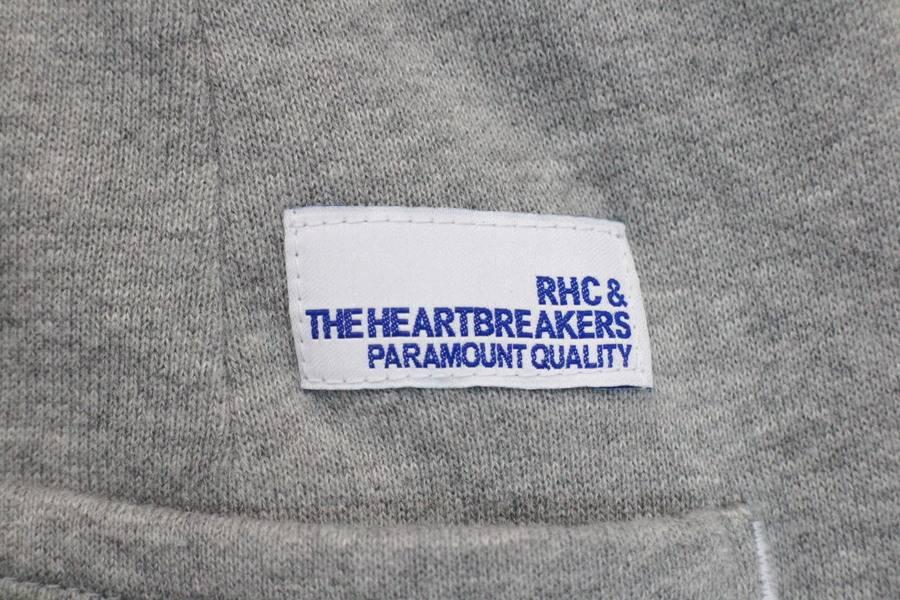 RHC &
THE HEARTBREAKERS
PARAMOUNT QUALITY